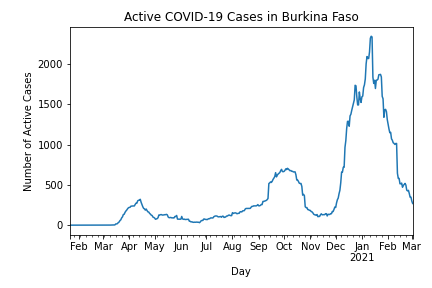 Active COVID-19 Cases in Burkina Faso
Number of Active Cases
2000
1500
1000
500
0
Feb Mar Apr May Jun Jul Aug Sep Oct Nov Dec Jan Feb Mar
2021
Day